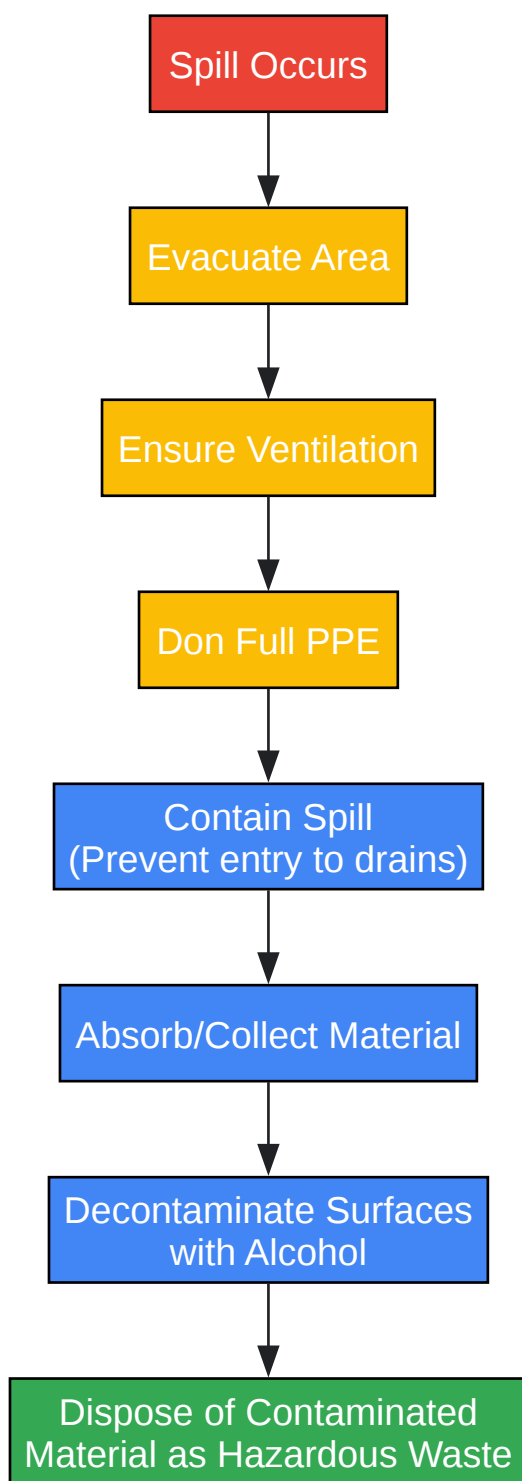 Spill Occurs
Evacuate Area
Ensure Ventilation
Don Full PPE
Contain Spill
(Prevent entry to drains)
Absorb/Collect Material
Decontaminate Surfaces
with Alcohol
Dispose of Contaminated
Material as Hazardous Waste